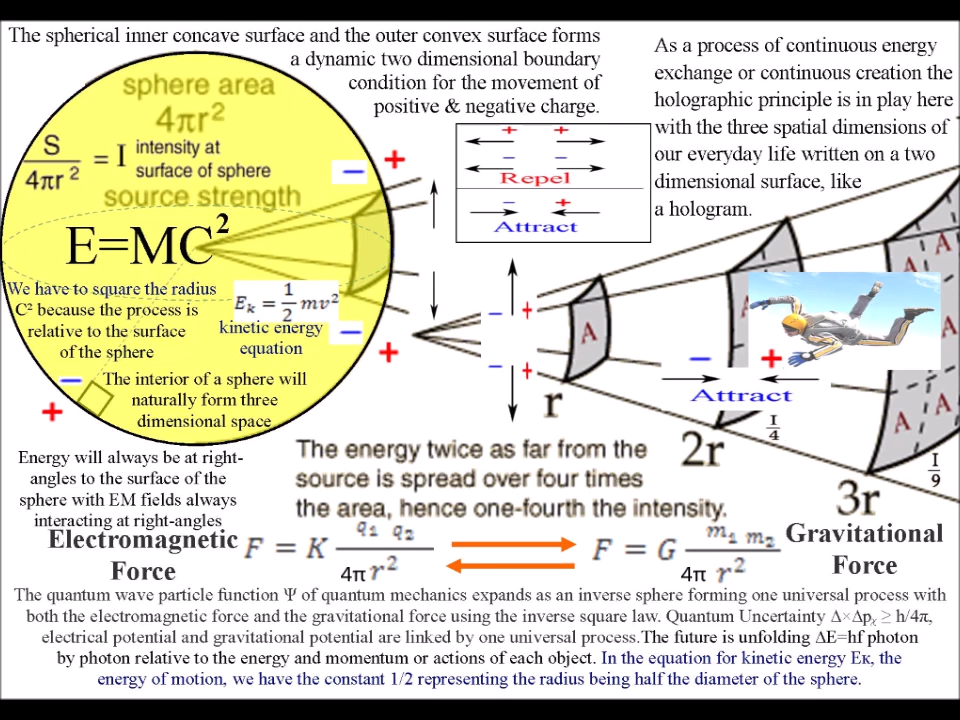 The spherical inner concave surface and the outer convex surface forms
a dynamic two dimensional boundary
condition for the movement of
positive & negative charge.
As a process of continuous energy
exchange or continuous creation the
holographic principle is in play here
with the three spatial dimensions of
our everyday life written on a two
dimensional surface, like
a hologram.
sphere area
4πr²
S / 4πr² = I
intensity at
surface of sphere
source strength
E=MC²
We have to square the radius
C² because the process is
relative to the surface
of the sphere
Eₖ = 1/2 mv²
kinetic energy
equation
The interior of a sphere will
naturally form three
dimensional space
− +
− +
− +
+ +
− −
Repel
− +
Attract
− +
− +
A
A
A
A
A
A
A A
A A
− +
Attract
r
2r
3r
I/4
I/9
Energy will always be at right-
angles to the surface of the
sphere with EM fields always
interacting at right-angles
The energy twice as far from the
source is spread over four times
the area, hence one-fourth the intensity.
Electromagnetic
Force
F = K q₁ q₂ / 4π r²
F = G m₁ m₂ / 4π r²
Gravitational
Force
The quantum wave particle function Ψ of quantum mechanics expands as an inverse sphere forming one universal process with
both the electromagnetic force and the gravitational force using the inverse square law. Quantum Uncertainty ∆×∆pᵪ ≥ h/4π,
electrical potential and gravitational potential are linked by one universal process.The future is unfolding ∆E=hf photon
by photon relative to the energy and momentum or actions of each object. In the equation for kinetic energy Eĸ, the
energy of motion, we have the constant 1/2 representing the radius being half the diameter of the sphere.